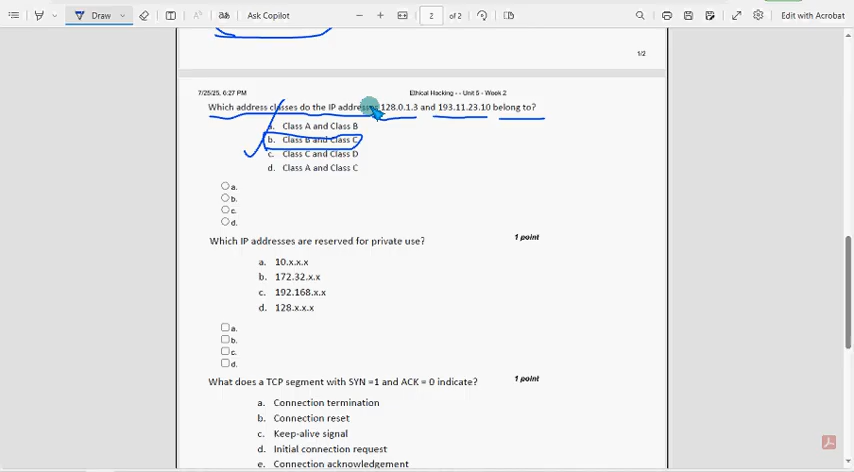 Draw
Ask Copilot
2
of 2
Edit with Acrobat
1/2
7/25/25, 6:27 PM
Ethical Hacking - - Unit 5 - Week 2
Which address classes do the IP addresses 128.0.1.3 and 193.11.23.10 belong to?
a. Class A and Class B
b. Class B and Class C
c. Class C and Class D
d. Class A and Class C
a.
b.
c.
d.
Which IP addresses are reserved for private use?
1 point
a. 10.x.x.x
b. 172.32.x.x
c. 192.168.x.x
d. 128.x.x.x
a.
b.
c.
d.
What does a TCP segment with SYN =1 and ACK = 0 indicate?
1 point
a. Connection termination
b. Connection reset
c. Keep-alive signal
d. Initial connection request
e. Connection acknowledgement